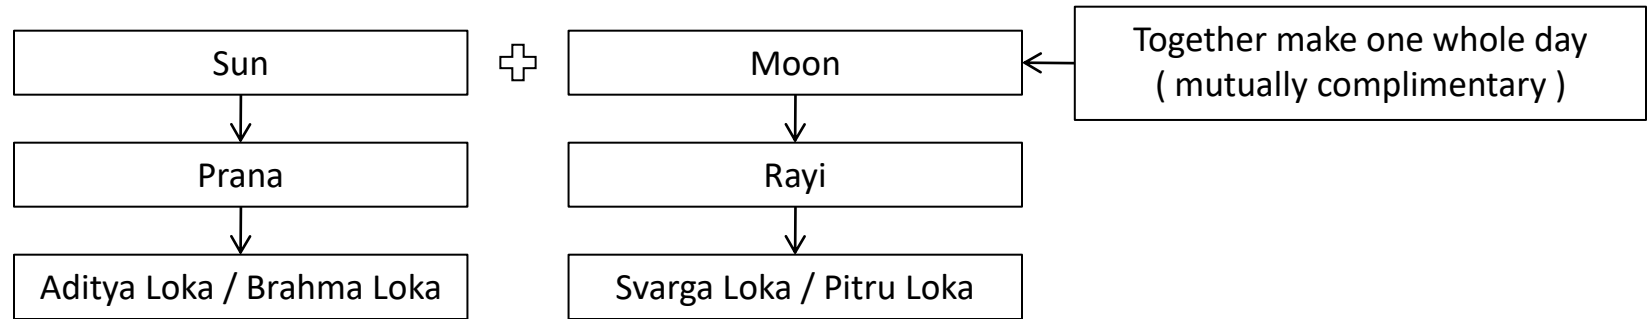 Sun
Moon
Together make one whole day
( mutually complimentary )
Prana
Rayi
Aditya Loka / Brahma Loka
Svarga Loka / Pitru Loka